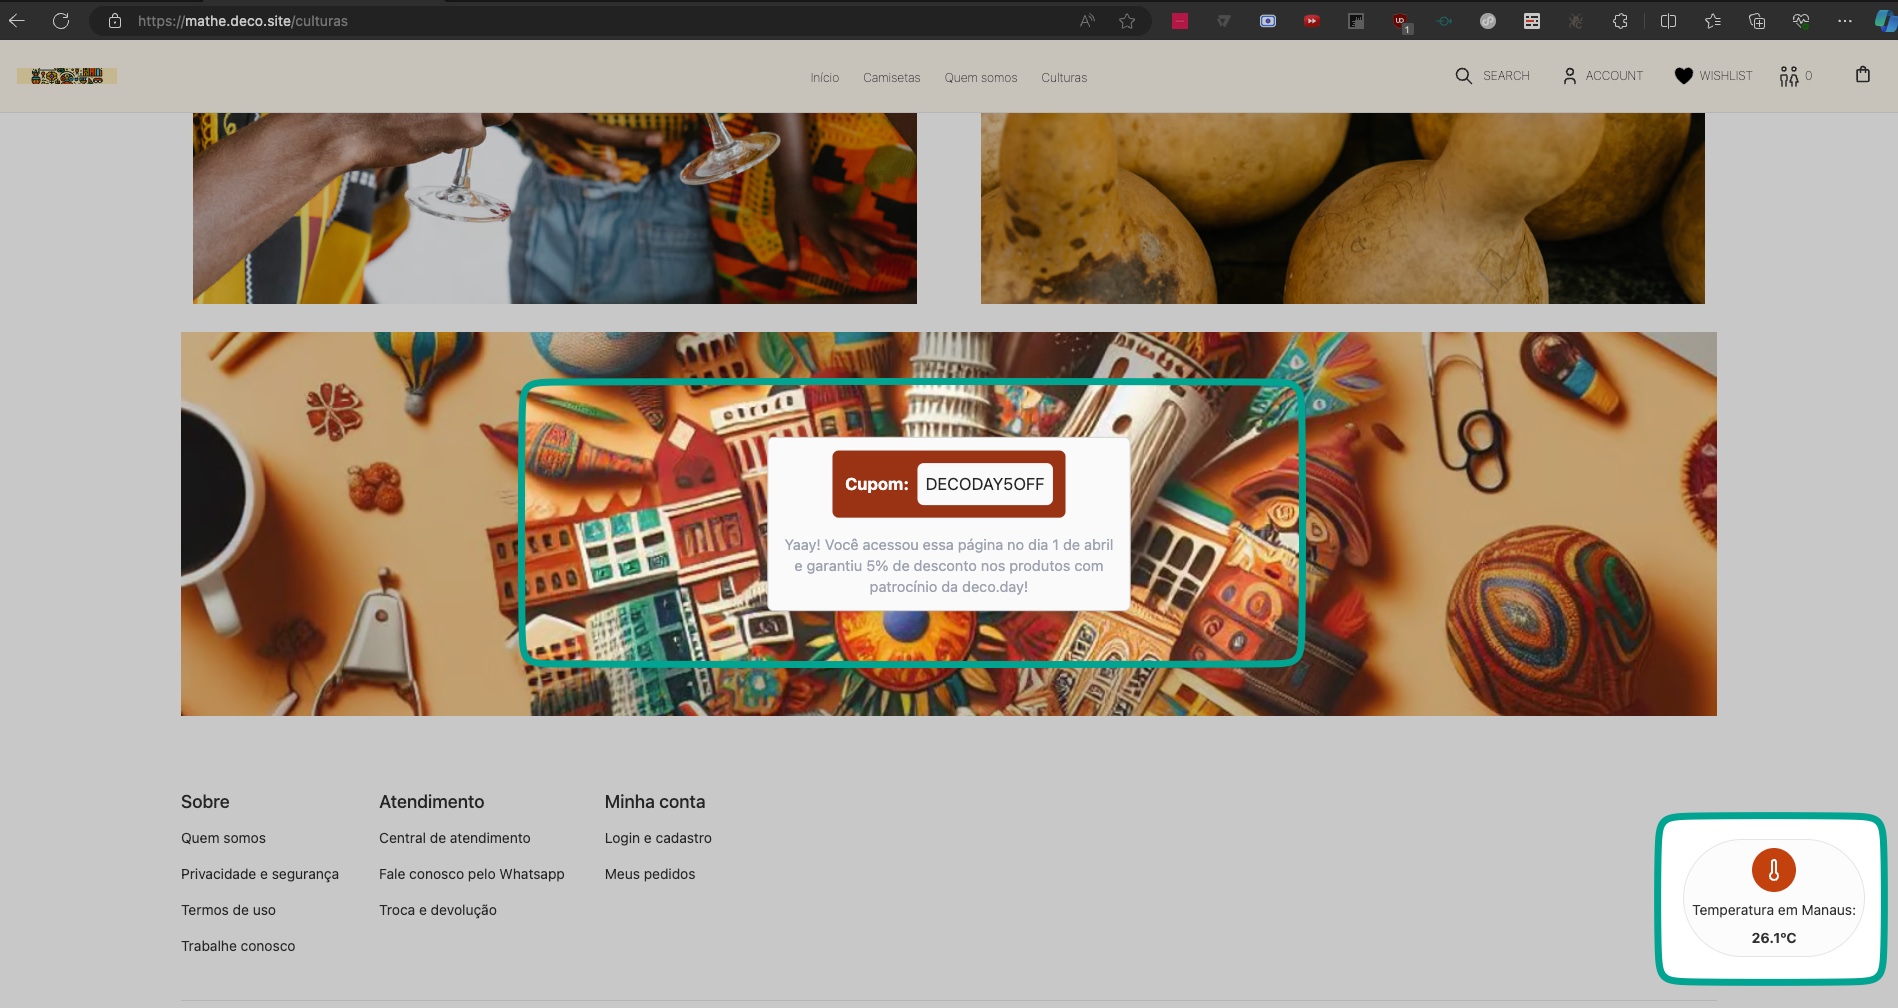 https://mathe.deco.site/culturas
1
Início Camisetas Quem somos Culturas
SEARCH ACCOUNT WISHLIST 0
Cupom: DECODAY5OFF
Yaay! Você acessou essa página no dia 1 de abril
e garantiu 5% de desconto nos produtos com
patrocínio da deco.day!
Sobre
Quem somos
Privacidade e segurança
Termos de uso
Trabalhe conosco
Atendimento
Central de atendimento
Fale conosco pelo Whatsapp
Troca e devolução
Minha conta
Login e cadastro
Meus pedidos
Temperatura em Manaus:
26.1°C